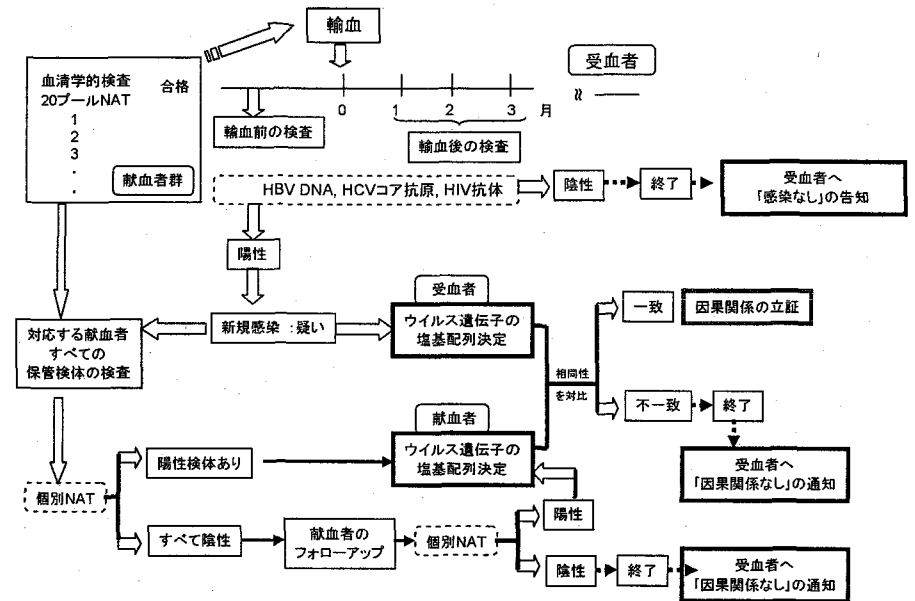 輸血
血清学的検査 合格
20プールNAT
1
2
3
.
.
献血者群
受血者
0 1 2 3 月
輸血前の検査
輸血後の検査
HBV DNA, HCVコア抗原, HIV抗体
陰性
終了
受血者へ
「感染なし」の告知
陽性
新規感染 :疑い
対応する献血者
すべての
保管検体の検査
受血者
ウイルス遺伝子の
塩基配列決定
献血者
ウイルス遺伝子の
塩基配列決定
相同性
を対比
一致
因果関係の立証
不一致
終了
受血者へ
「因果関係なし」の通知
個別NAT
陽性検体あり
すべて陰性
献血者の
フォローアップ
個別NAT
陽性
陰性
終了
受血者へ
「因果関係なし」の通知